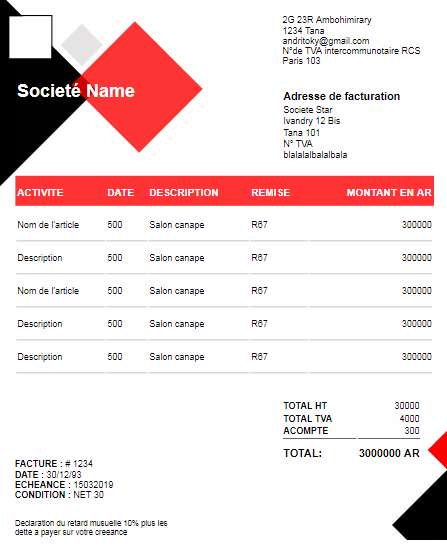 2G 23R Ambohimirary
1234 Tana
andritoky@gmail.com
N°de TVA intercommunotaire RCS
Paris 103
Societé Name
Adresse de facturation
Societe Star
Ivandry 12 Bis
Tana 101
N° TVA
blalalalbalalbala
ACTIVITE DATE DESCRIPTION REMISE MONTANT EN AR
Nom de l'article 500 Salon canape R67 300000
Description 500 Salon canape R67 300000
Nom de l'article 500 Salon canape R67 300000
Description 500 Salon canape R67 300000
Description 500 Salon canape R67 300000
TOTAL HT 30000
TOTAL TVA 4000
ACOMPTE 300
TOTAL: 3000000 AR
FACTURE : # 1234
DATE : 30/12/93
ECHEANCE : 15032019
CONDITION : NET 30
Declaration du retard musuelle 10% plus les
dette a payer sur votre creeance